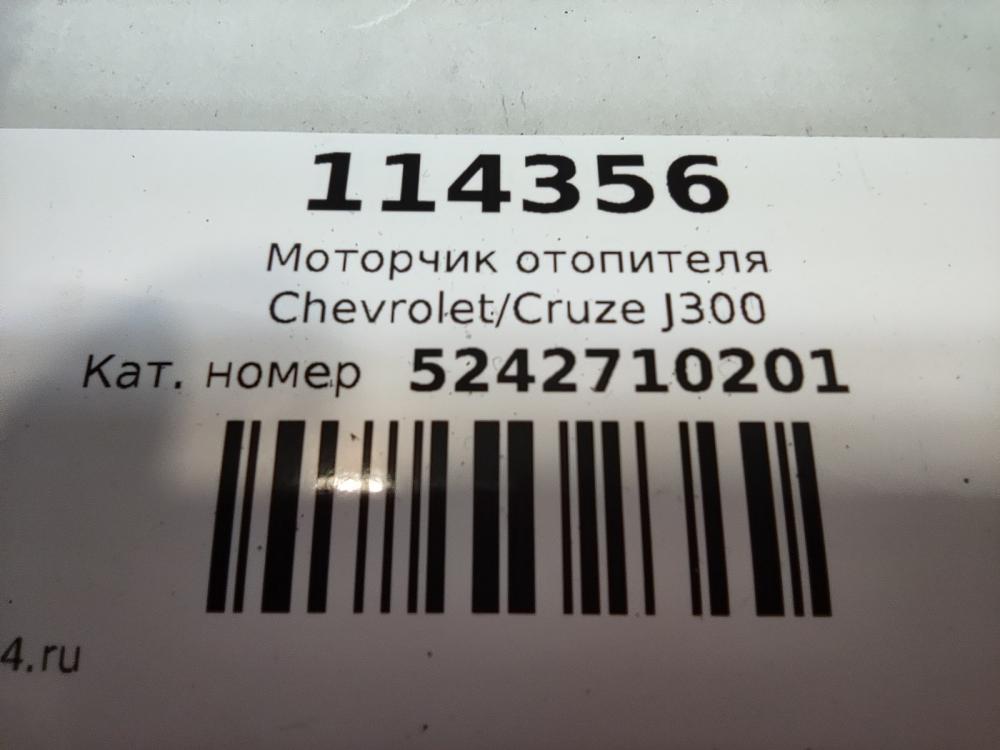 114356
Моторчик отопителя
Chevrolet/Cruze J300
Кат. номер 5242710201
4.ru